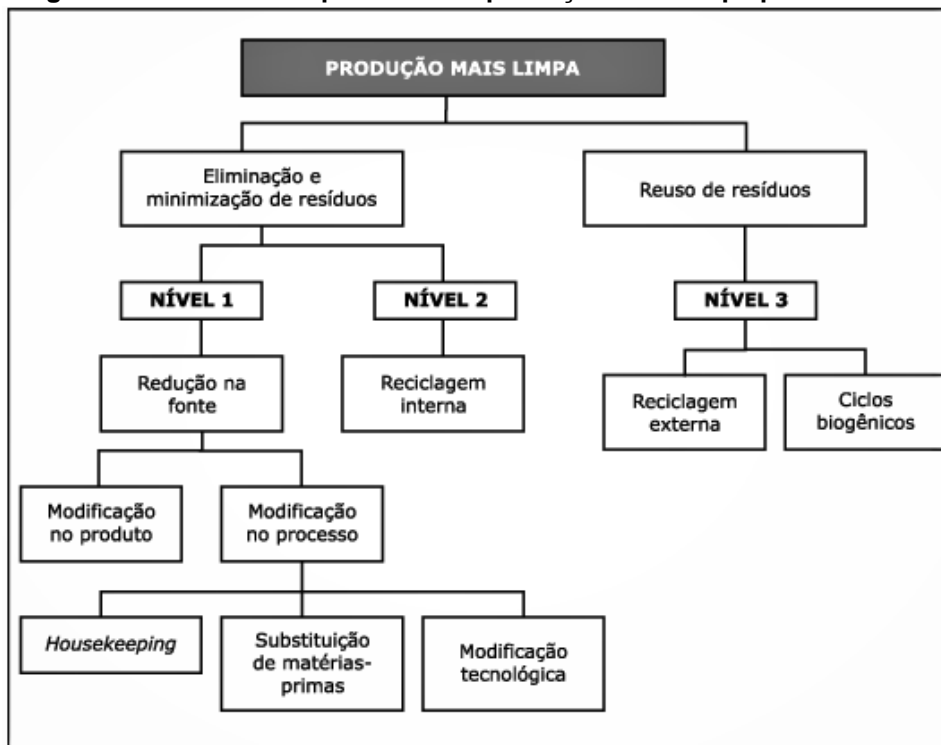 PRODUÇÃO MAIS LIMPA
Eliminação e
minimização de resíduos
Reuso de resíduos
NÍVEL 1
NÍVEL 2
NÍVEL 3
Redução na
fonte
Reciclagem
interna
Reciclagem
externa
Ciclos
biogênicos
Modificação
no produto
Modificação
no processo
Housekeeping
Substituição
de matérias-
primas
Modificação
tecnológica